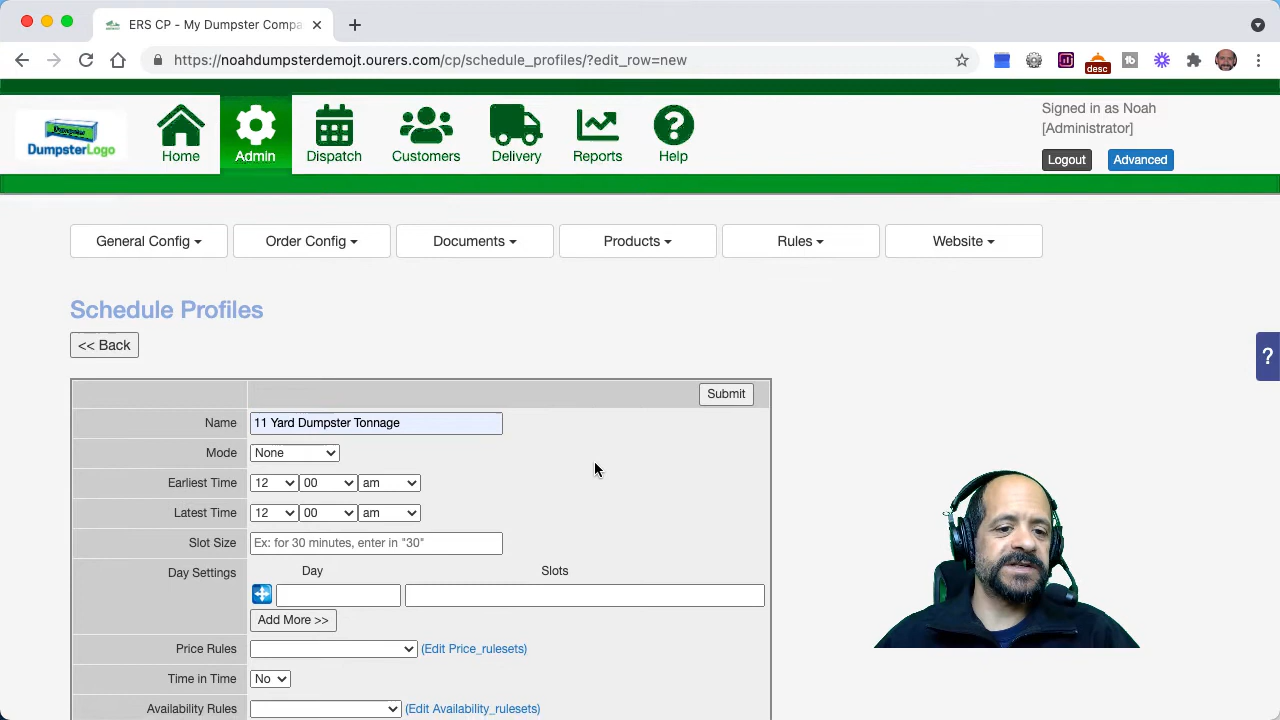 ERS CP - My Dumpster Compa
https://noahdumpsterdemojt.ourers.com/cp/schedule_profiles/?edit_row=new
desc
DumpsterLogo
Home
Admin
Dispatch
Customers
Delivery
Reports
Help
Signed in as Noah
[Administrator]
Logout
Advanced
General Config
Order Config
Documents
Products
Rules
Website
Schedule Profiles
<< Back
?
Submit
Name
11 Yard Dumpster Tonnage
Mode
None
Earliest Time
12
00
am
Latest Time
12
00
am
Slot Size
Ex: for 30 minutes, enter in "30"
Day Settings
Day
Slots
Add More >>
Price Rules
(Edit Price_rulesets)
Time in Time
No
Availability Rules
(Edit Availability_rulesets)